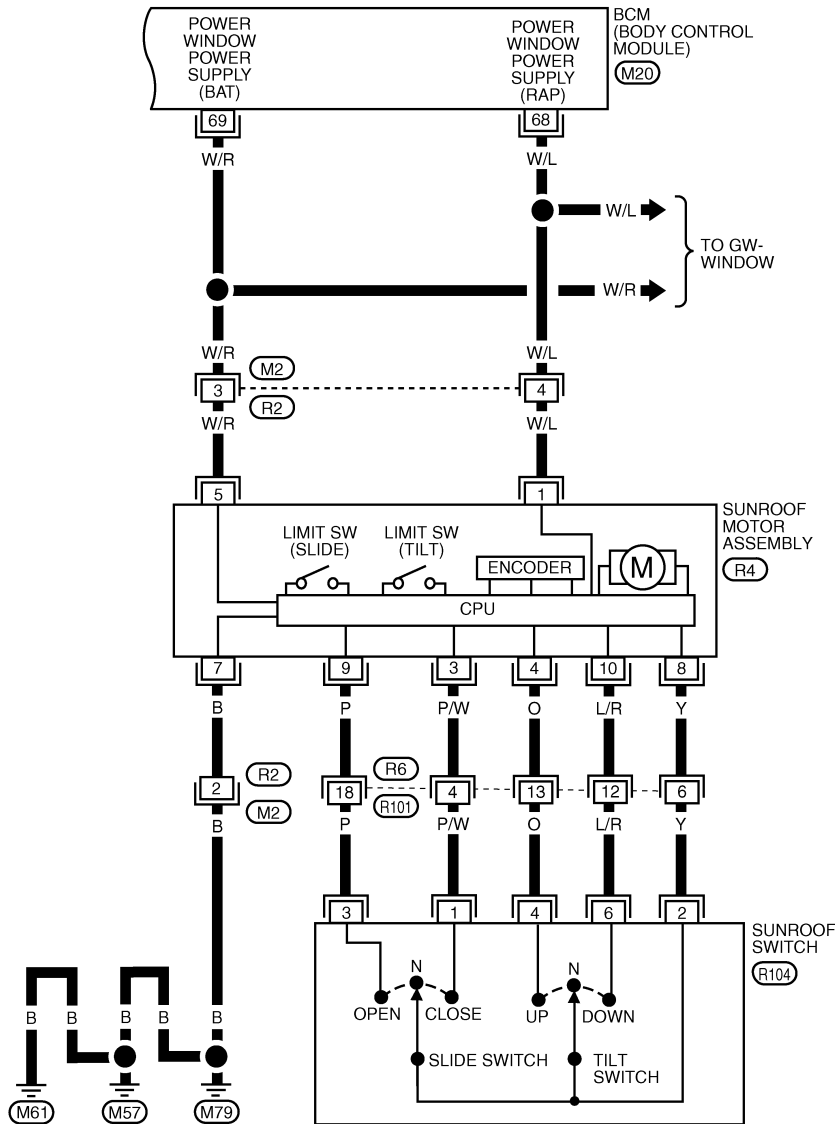 POWER
WINDOW
POWER
SUPPLY
(BAT)
POWER
WINDOW
POWER
SUPPLY
(RAP)
BCM
(BODY CONTROL
MODULE)
M20
69
68
W/R
W/L
W/L
W/R
TO GW-
WINDOW
W/R
W/L
M2
3
4
R2
W/R
W/L
5
1
SUNROOF
MOTOR
ASSEMBLY
R4
LIMIT SW
(SLIDE)
LIMIT SW
(TILT)
ENCODER
M
CPU
7
9
3
4
10
8
B
P
P/W
O
L/R
Y
R2
2
M2
R6
18
4
13
12
6
R101
B
P
P/W
O
L/R
Y
3
1
4
6
2
SUNROOF
SWITCH
R104
N
N
OPEN
CLOSE
UP
DOWN
SLIDE SWITCH
TILT
SWITCH
B
B
B
B
B
M61
M57
M79